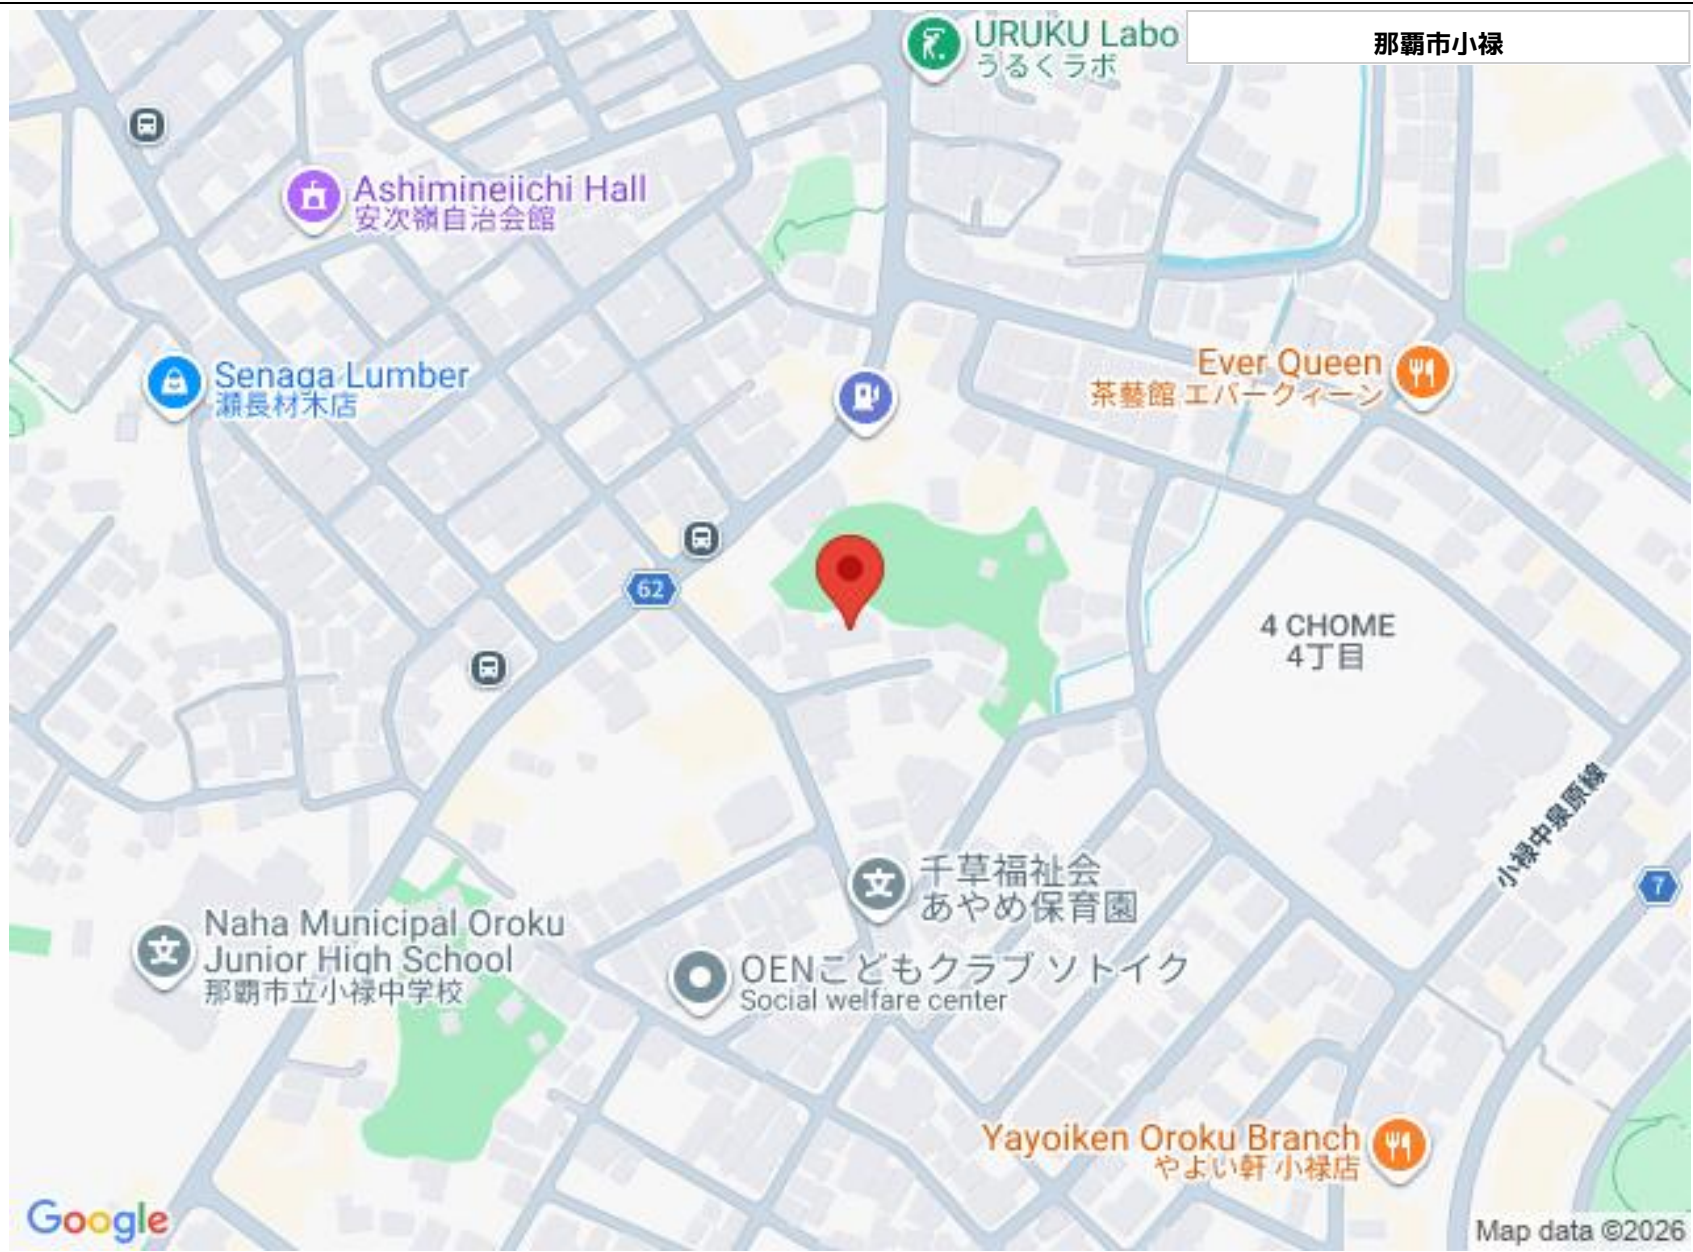 URUKU Labo
うるくラボ
那覇市小禄
Ashimineiichi Hall
安次嶺自治会館
Senaga Lumber
瀬長材木店
Ever Queen
茶藝館 エバークィーン
62
4 CHOME
4丁目
小禄中泉原線
7
千草福祉会
あやめ保育園
Naha Municipal Oroku
Junior High School
那覇市立小禄中学校
OENこどもクラブ ソトイク
Social welfare center
Yayoiken Oroku Branch
やよい軒 小禄店
Google
Map data ©2026